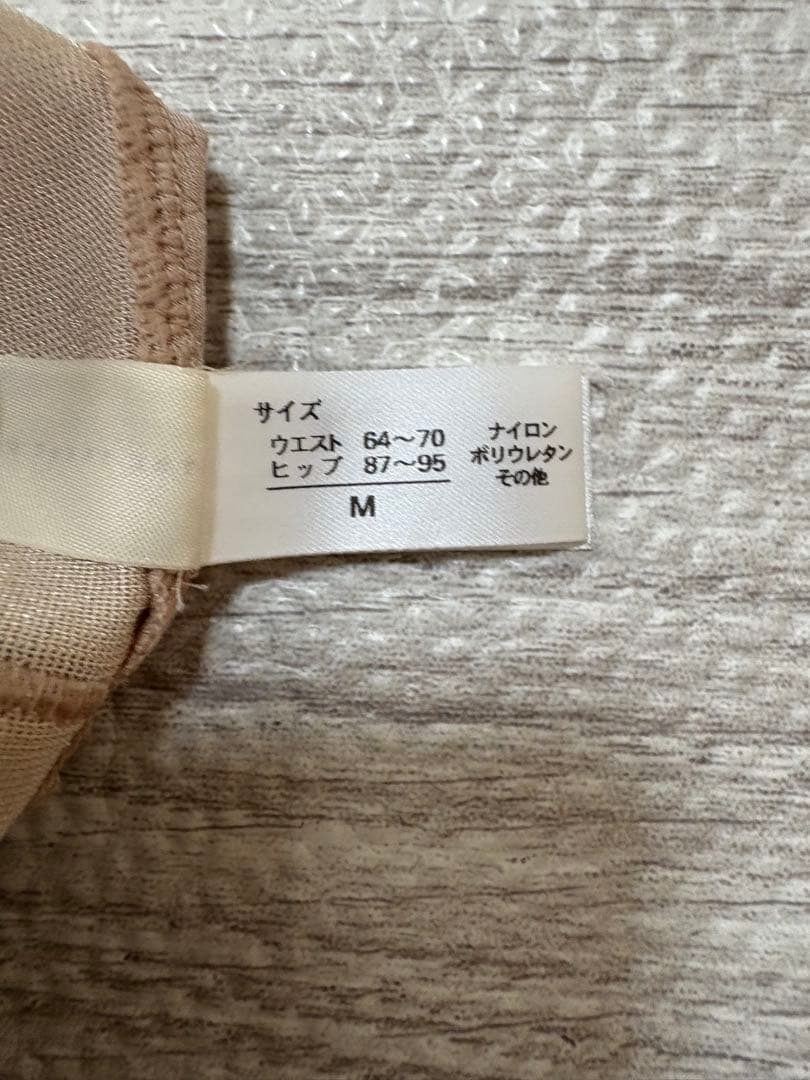 サイズ
ウエスト 64〜70
ヒップ 87〜95
M
ナイロン
ポリウレタン
その他